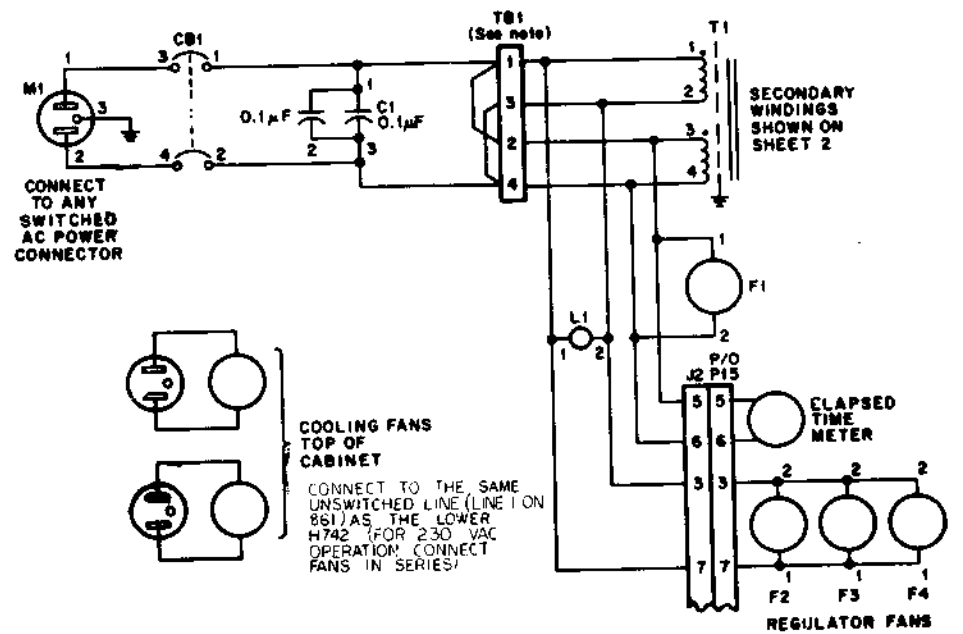 TB1
(See note)
T1
CB1
1
3
1
1
1
M1
3
1
2
3
SECONDARY
WINDINGS
SHOWN ON
SHEET 2
0.1µF
C1
0.1µF
2
3
2
3
4
2
4
2
4
CONNECT
TO ANY
SWITCHED
AC POWER
CONNECTOR
1
F1
2
L1
1
2
P/O
J2 P15
5
5
ELAPSED
TIME
METER
6
6
COOLING FANS
TOP OF
CABINET
CONNECT TO THE SAME
UNSWITCHED LINE (LINE 1 ON
861) AS THE LOWER
H742 (FOR 230 VAC
OPERATION CONNECT
FANS IN SERIES)
3
3
2
2
2
7
7
1
1
1
F2
F3
F4
REGULATOR FANS